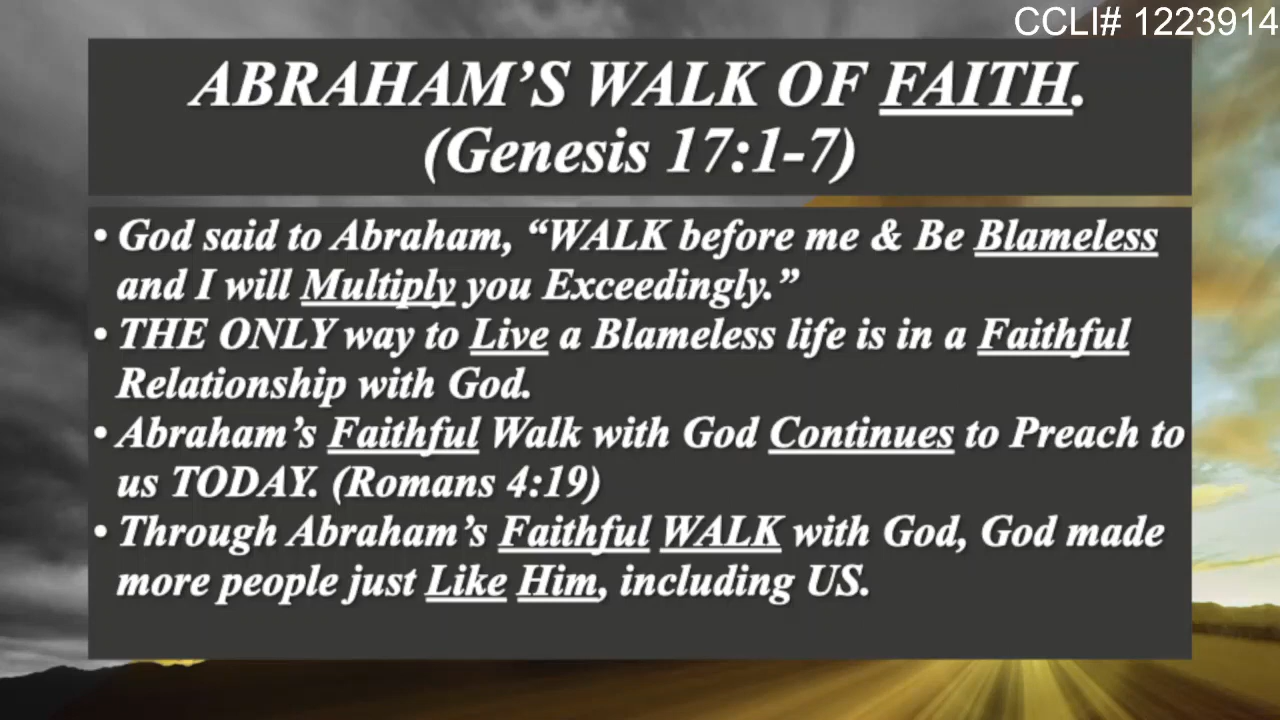 CCLI# 1223914
ABRAHAM’S WALK OF FAITH.
(Genesis 17:1-7)
• God said to Abraham, “WALK before me & Be Blameless
and I will Multiply you Exceedingly.”
• THE ONLY way to Live a Blameless life is in a Faithful
Relationship with God.
• Abraham’s Faithful Walk with God Continues to Preach to
us TODAY. (Romans 4:19)
• Through Abraham’s Faithful WALK with God, God made
more people just Like Him, including US.